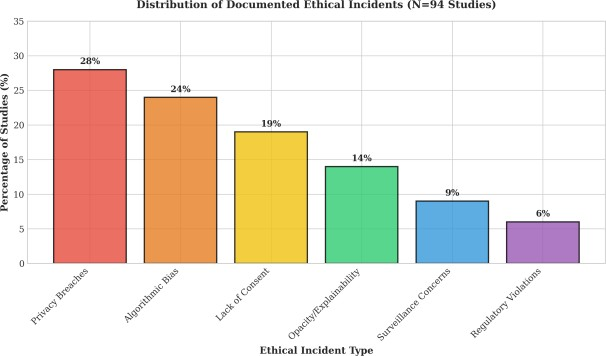 Distribution of Documented Ethical Incidents (N=94 Studies)
Percentage of Studies (%)
35
30
25
20
15
10
5
0
28%
24%
19%
14%
9%
6%
Privacy Breaches
Algorithmic Bias
Lack of Consent
Opacity/Explainability
Surveillance Concerns
Regulatory Violations
Ethical Incident Type